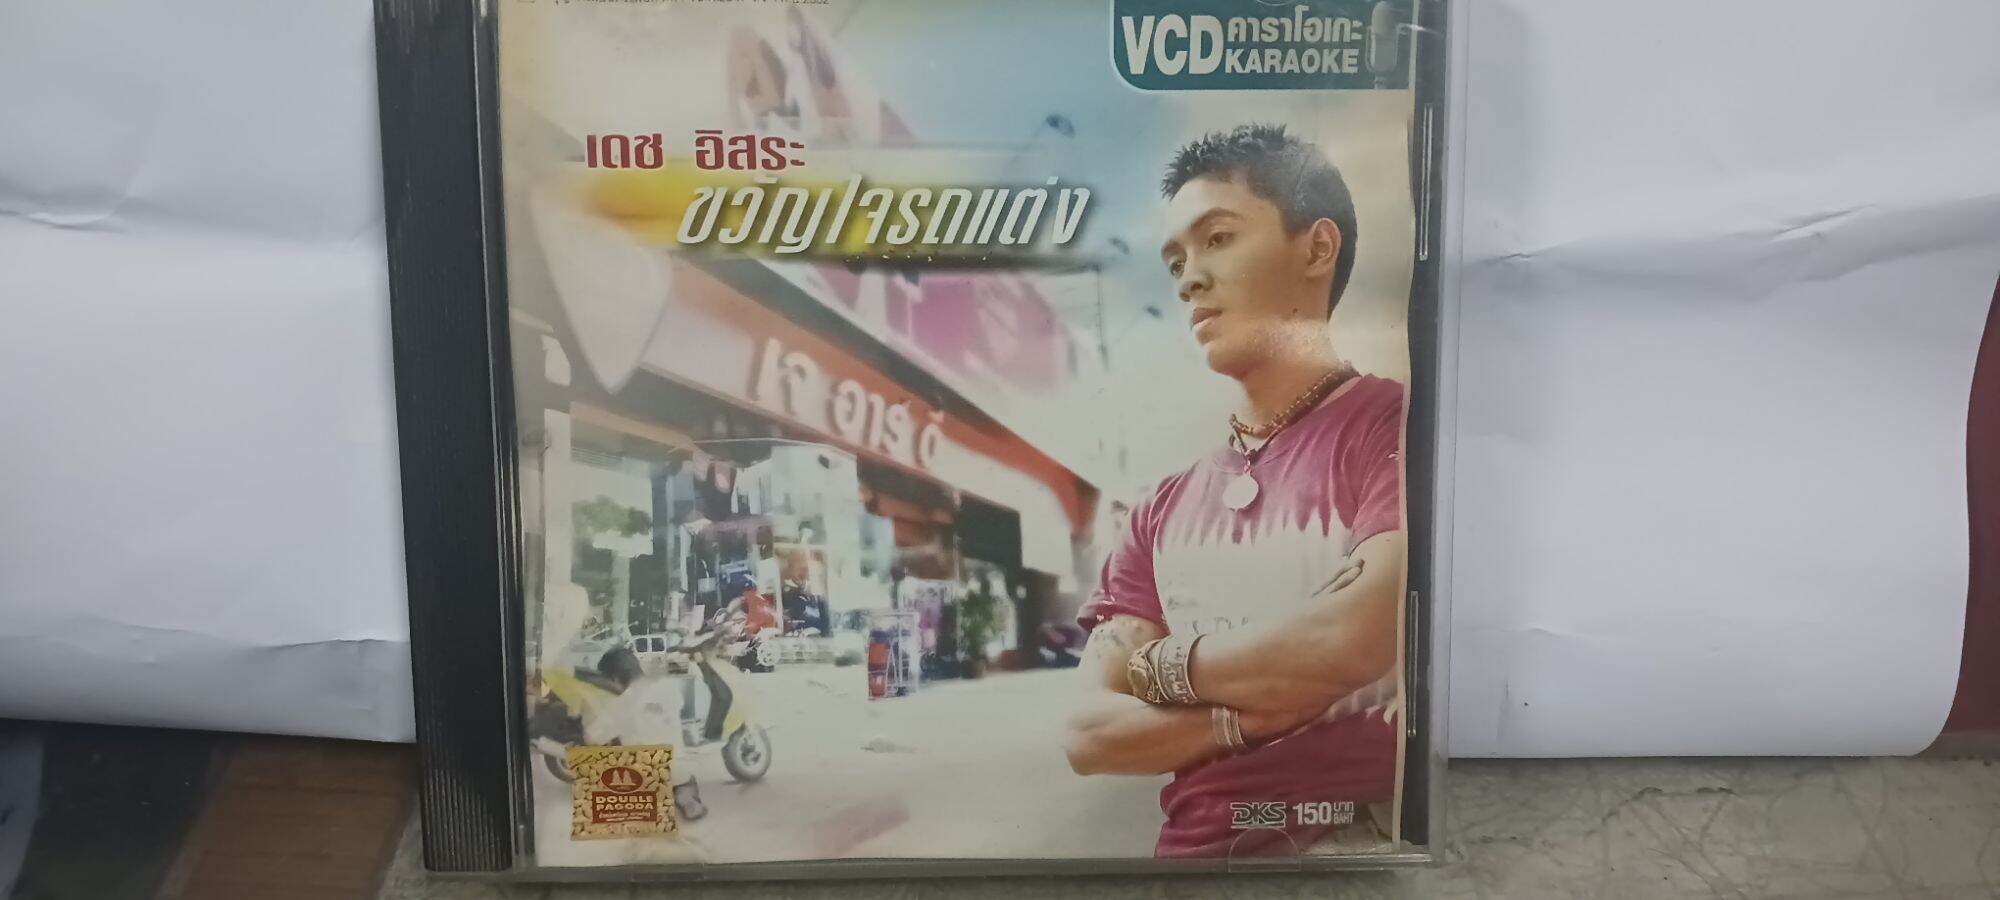 VCD คาราโอเกะ
KARAOKE
เดช อิสระ
ขวัญใจรถแต่ง
เจ อาร์ ดี
DOUBLE
PAGODA
DKS 150 บาท
BAHT